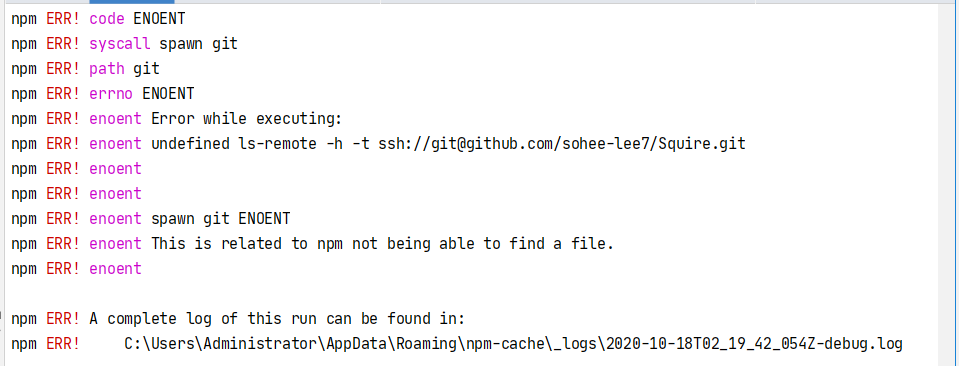 npm ERR! code ENOENT
npm ERR! syscall spawn git
npm ERR! path git
npm ERR! errno ENOENT
npm ERR! enoent Error while executing:
npm ERR! enoent undefined ls-remote -h -t ssh://git@github.com/sohee-lee7/Squire.git
npm ERR! enoent
npm ERR! enoent
npm ERR! enoent spawn git ENOENT
npm ERR! enoent This is related to npm not being able to find a file.
npm ERR! enoent
npm ERR! A complete log of this run can be found in:
npm ERR!     C:\Users\Administrator\AppData\Roaming\npm-cache\_logs\2020-10-18T02_19_42_054Z-debug.log